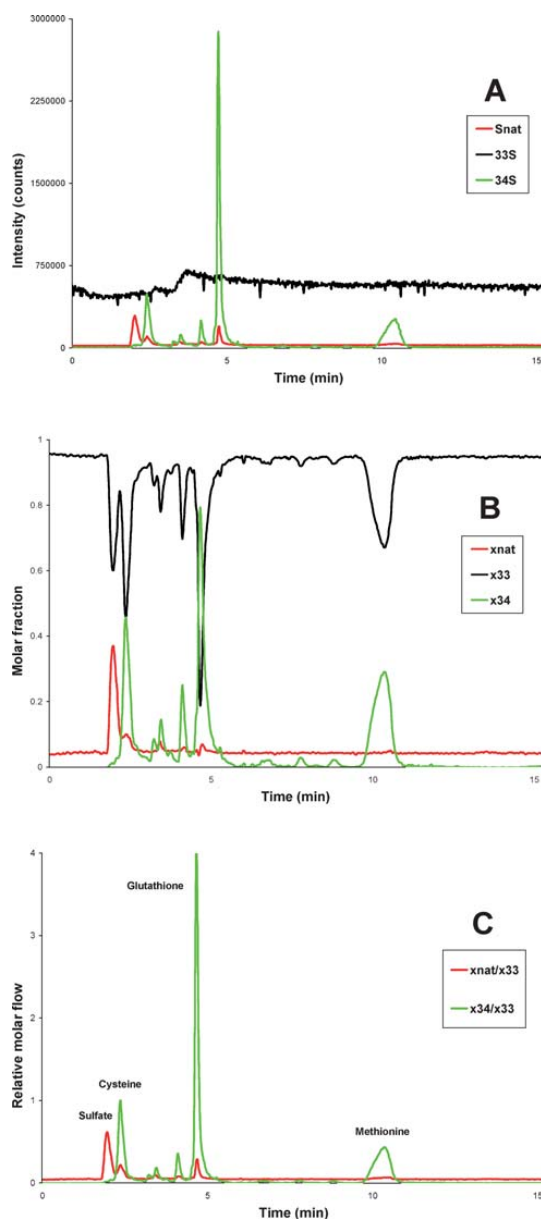 3000000
A
Snat
33S
34S
2250000
Intensity (counts)
1500000
750000
0
0 5 10 15
Time (min)
1
B
xnat
x33
x34
0.8
Molar fraction
0.6
0.4
0.2
0
0 5 10 15
Time (min)
4
C
Glutathione
xnat/x33
x34/x33
3
Relative molar flow
2
1
Cysteine
Sulfate
Methionine
0
0 5 10 15
Time (min)